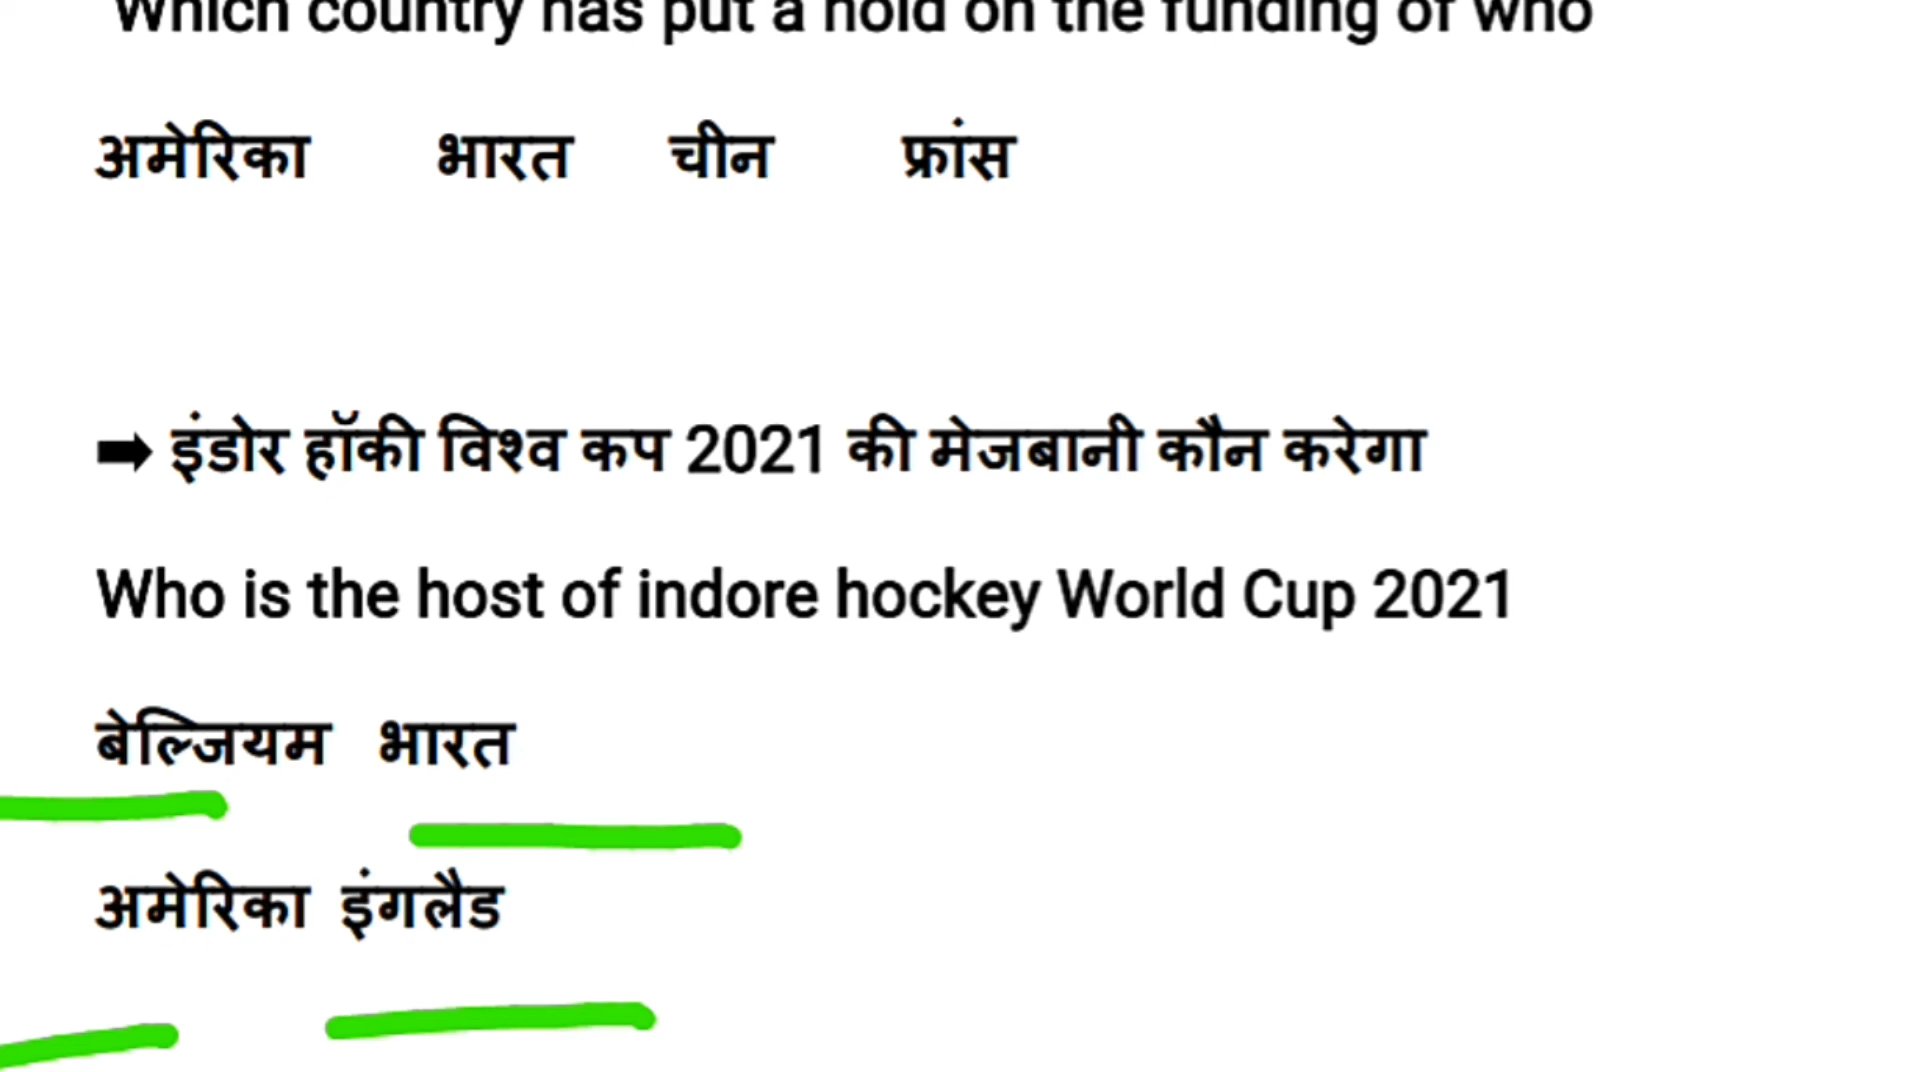 Which country has put a hold on the funding of who
अमेरिका भारत चीन फ्रांस
➡ इंडोर हॉकी विश्व कप 2021 की मेजबानी कौन करेगा
Who is the host of indore hockey World Cup 2021
बेल्जियम भारत
अमेरिका इंगलैड